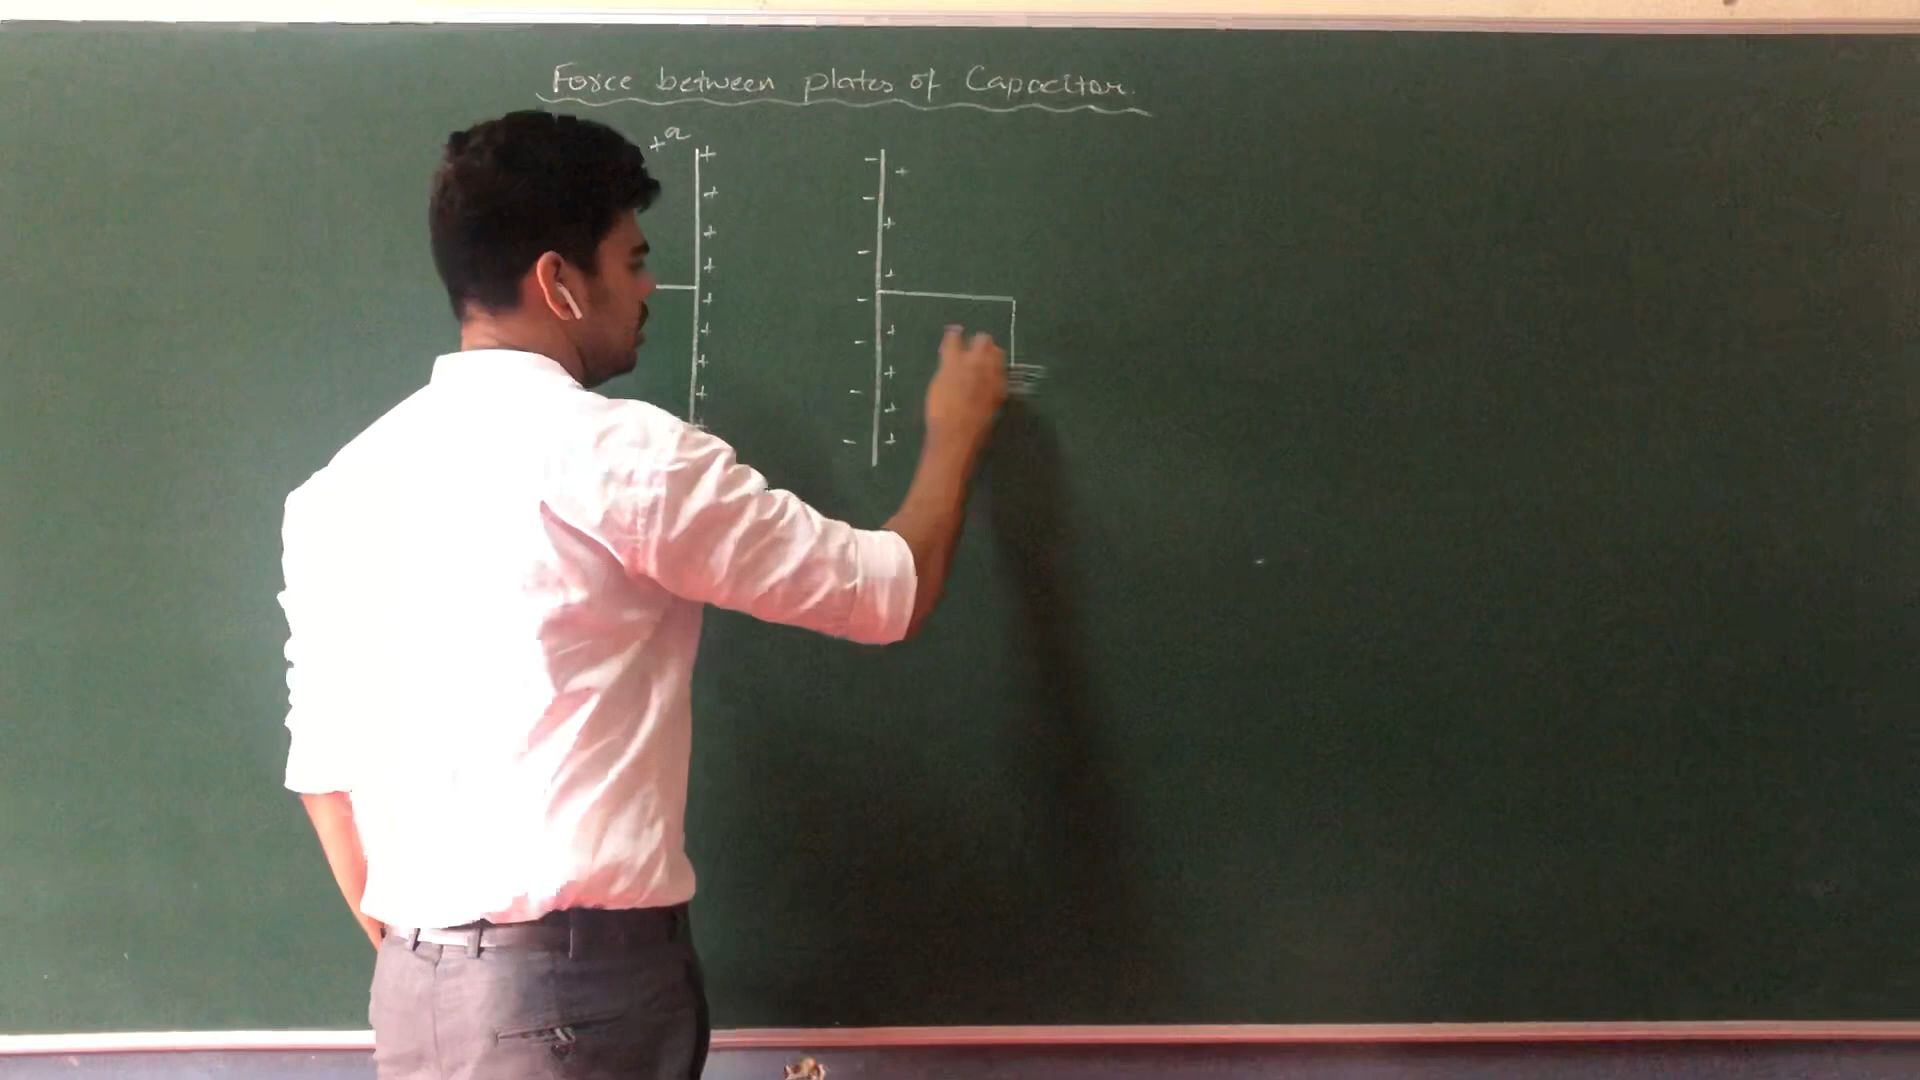 Force between plates of Capacitor.
+Q
+ - +
+ - +
+ - +
+ - +
+ - +
+ - +
+ - +
+ +